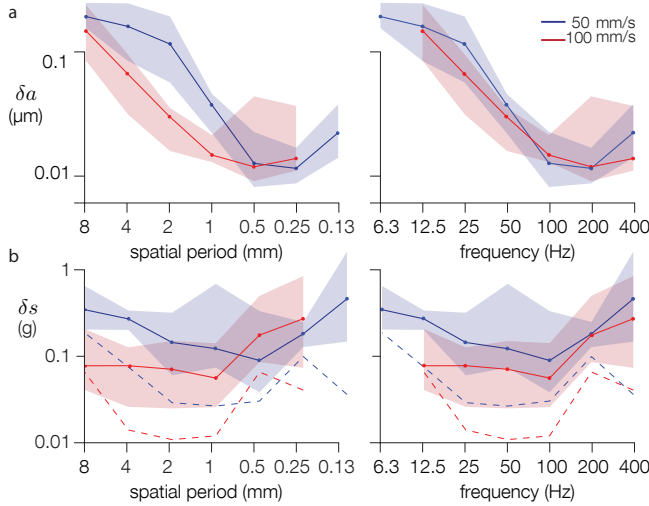 a
50 mm/s
100 mm/s
0.1
δa
(μm)
0.01
8 4 2 1 0.5 0.25 0.13
spatial period (mm)
6.3 12.5 25 50 100 200 400
frequency (Hz)
b
1
δs
(g)
0.1
0.01
8 4 2 1 0.5 0.25 0.13
spatial period (mm)
6.3 12.5 25 50 100 200 400
frequency (Hz)